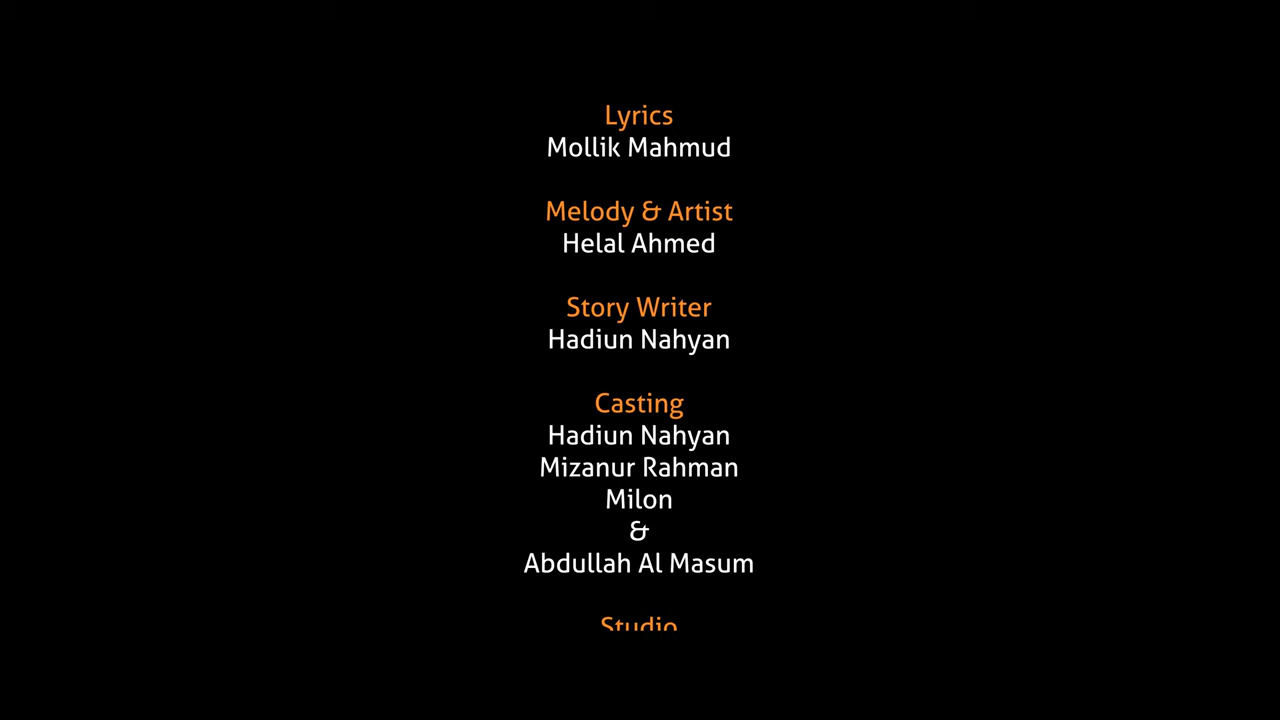 Lyrics
Mollik Mahmud
Melody & Artist
Helal Ahmed
Story Writer
Hadiun Nahyan
Casting
Hadiun Nahyan
Mizanur Rahman
Milon
&
Abdullah Al Masum
Studio